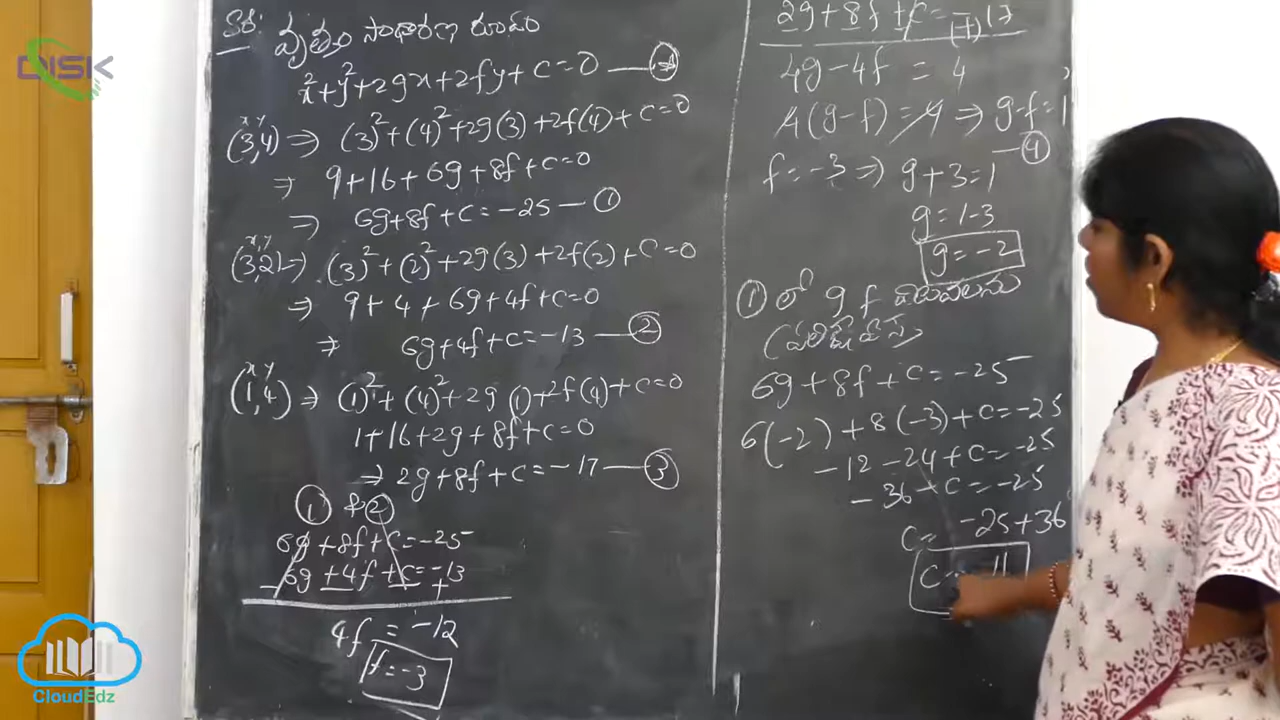 DISK
వృత్తం సాధారణ రూపం
x²+y²+2gx+2fy+c=0
x y
(3,4) ⇒ (3)²+(4)²+2g(3)+2f(4)+c=0
⇒ 9+16+6g+8f+c=0
⇒ 6g+8f+c=-25 — ①
x, y
(3,2) ⇒ (3)²+(2)²+2g(3)+2f(2)+c=0
⇒ 9+4+6g+4f+c=0
⇒ 6g+4f+c=-13 — ②
x y
(1,4) ⇒ (1)²+(4)²+2g(1)+2f(4)+c=0
1+16+2g+8f+c=0
⇒ 2g+8f+c=-17 — ③
① & ②
6g+8f+c=-25
6g+4f+c=-13
- - - +
4f=-12
f=-3
2g+8f+c=
4g-4f = 4
4(g-f)=4 ⇒ g-f=1
— ④
f=-3 ⇒ g+3=1
g=1-3
g=-2
① లో g f విలువలను
ప్రతిక్షేపిస్తే
6g+8f+c=-25
6(-2)+8(-3)+c=-25
-12-24+c=-25
-36+c=-25
c=-25+36
c= 11
CloudEdz